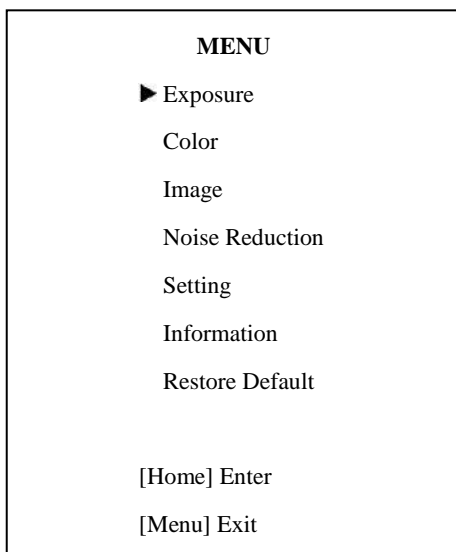 MENU
Exposure
Color
Image
Noise Reduction
Setting
Information
Restore Default
[Home] Enter
[Menu] Exit